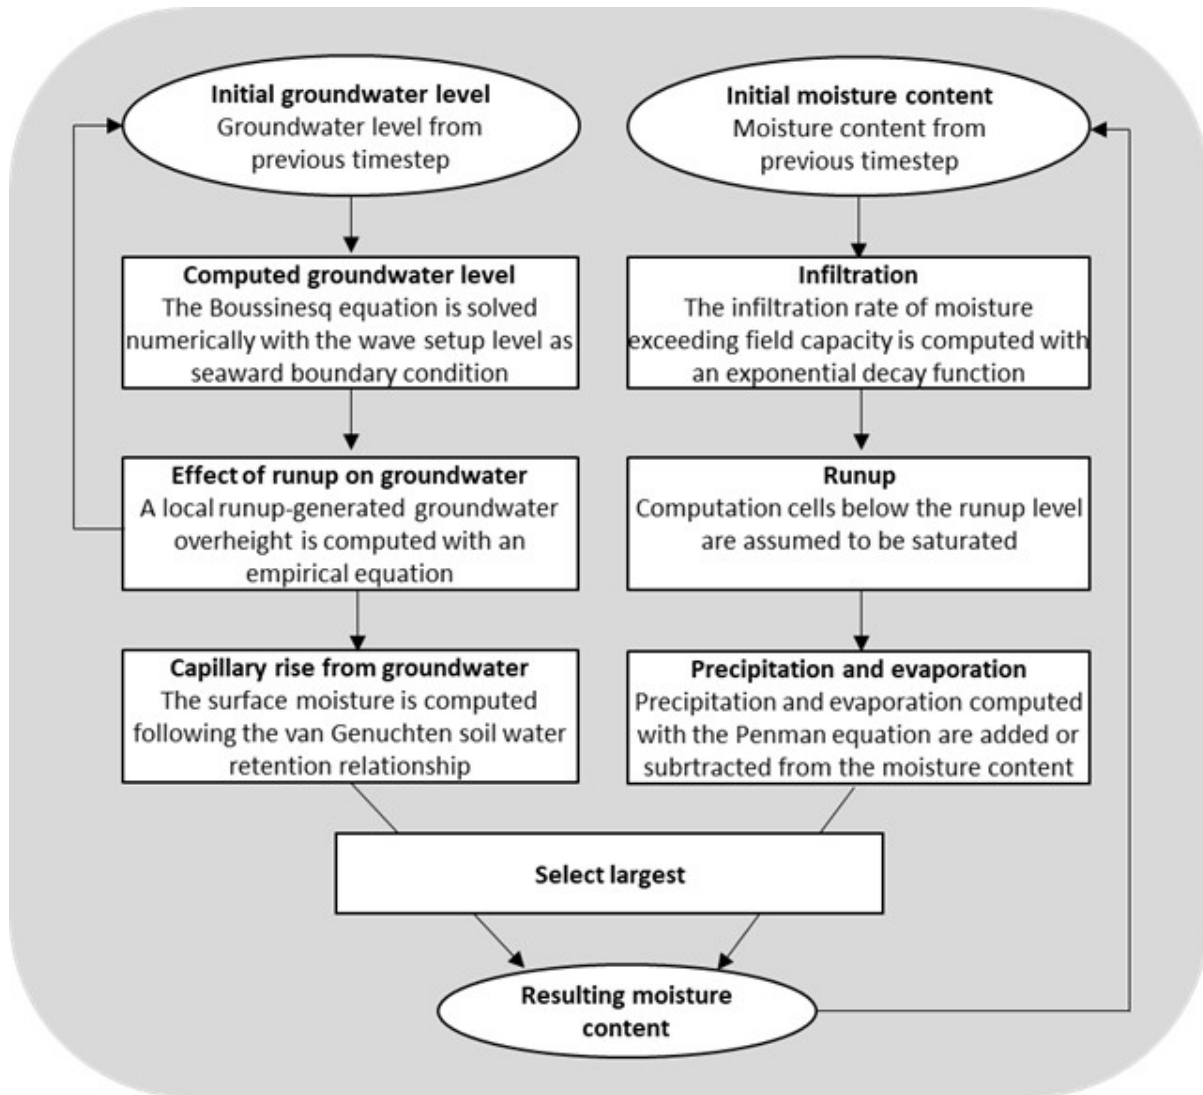 Initial groundwater level
Groundwater level from
previous timestep
Initial moisture content
Moisture content from
previous timestep
Computed groundwater level
The Boussinesq equation is solved
numerically with the wave setup level as
seaward boundary condition
Infiltration
The infiltration rate of moisture
exceeding field capacity is computed with
an exponential decay function
Effect of runup on groundwater
A local runup-generated groundwater
overheight is computed with an
empirical equation
Runup
Computation cells below the runup level
are assumed to be saturated
Capillary rise from groundwater
The surface moisture is computed
following the van Genuchten soil water
retention relationship
Precipitation and evaporation
Precipitation and evaporation computed
with the Penman equation are added or
subrtracted from the moisture content
Select largest
Resulting moisture
content